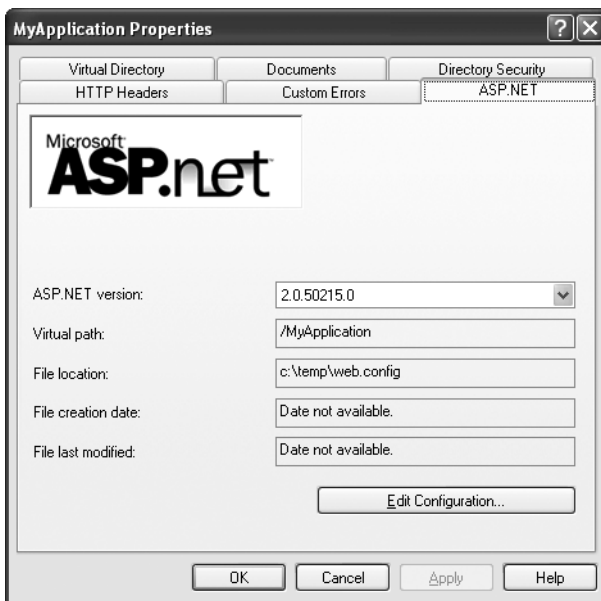 MyApplication Properties
Virtual Directory Documents Directory Security
HTTP Headers Custom Errors ASP.NET
Microsoft
ASP.net
ASP.NET version: 2.0.50215.0
Virtual path: /MyApplication
File location: c:\temp\web.config
File creation date: Date not available.
File last modified: Date not available.
Edit Configuration...
OK Cancel Apply Help